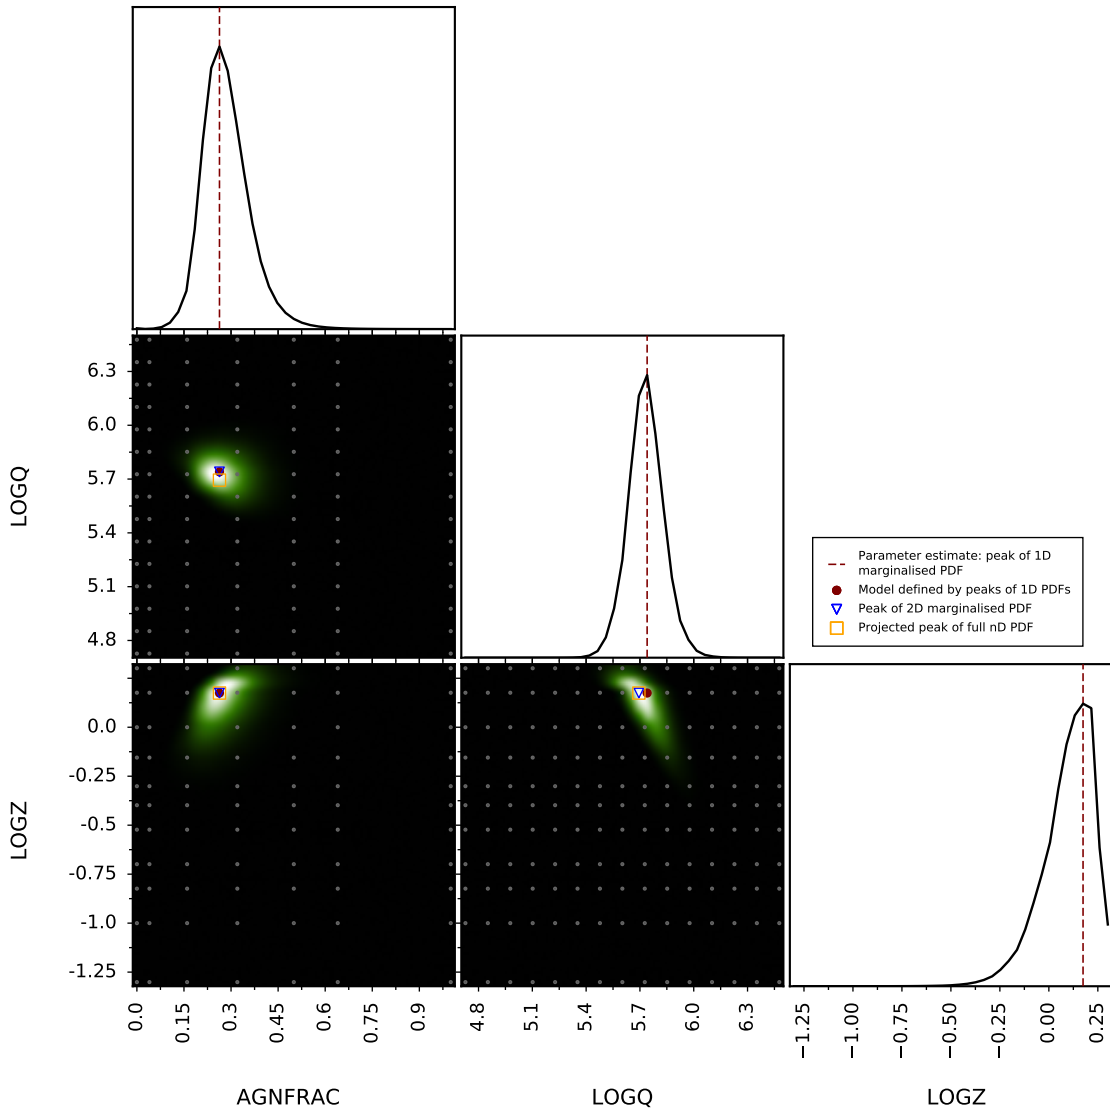 LOGQ
6.3
6.0
5.7
5.4
5.1
4.8
Parameter estimate: peak of 1D
marginalised PDF
Model defined by peaks of 1D PDFs
Peak of 2D marginalised PDF
Projected peak of full nD PDF
LOGZ
0.0
-0.25
-0.5
-0.75
-1.0
-1.25
0.0 0.15 0.3 0.45 0.6 0.75 0.9
4.8 5.1 5.4 5.7 6.0 6.3
−1.25 −1.00 −0.75 −0.50 −0.25 0.00 0.25
AGNFRAC LOGQ LOGZ